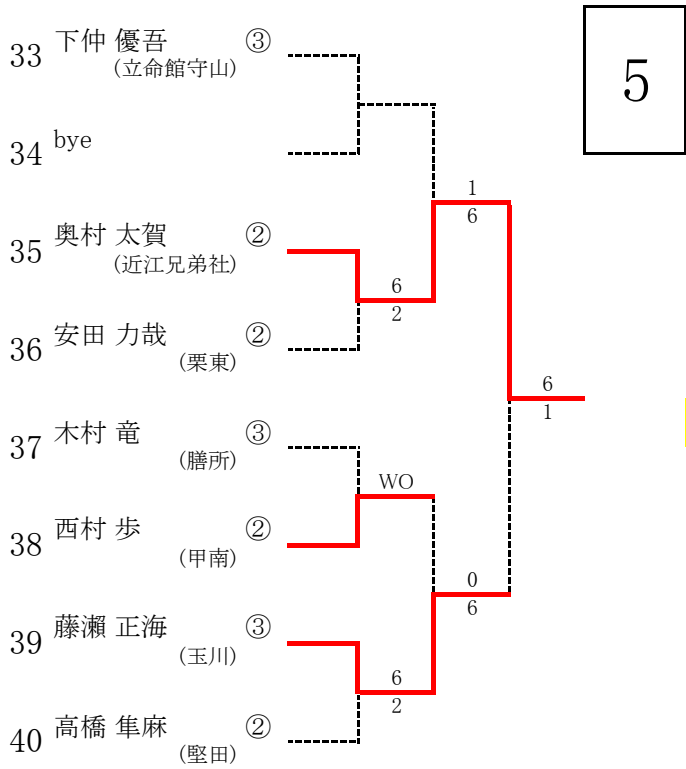 5
33 下仲 優吾 ③
(立命館守山)
34 bye
1
6
35 奥村 太賀 ②
(近江兄弟社)
6
2
36 安田 力哉 ②
(栗東)
6
1
37 木村 竜 ③
(膳所)
WO
38 西村 歩 ②
(甲南)
0
6
39 藤瀬 正海 ③
(玉川)
6
2
40 高橋 隼麻 ②
(堅田)